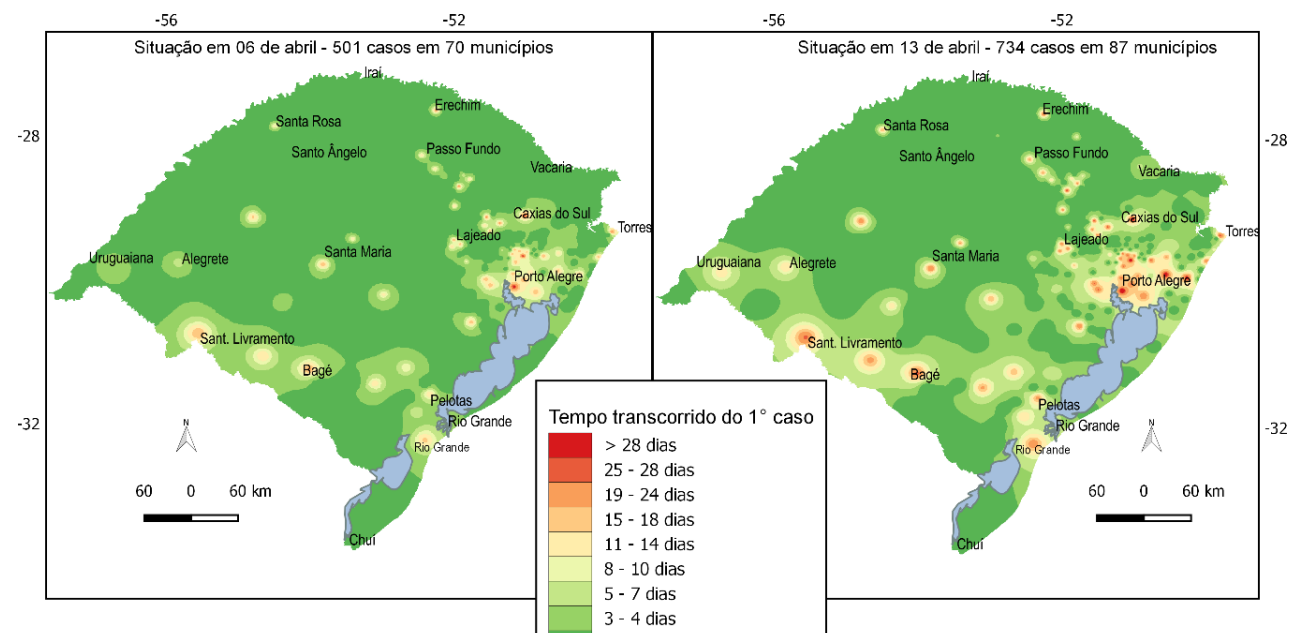 -56
-52
-56
-52
Situação em 06 de abril - 501 casos em 70 municípios
Situação em 13 de abril - 734 casos em 87 municípios
Iraí
Erechim
Santa Rosa
-28
Santo Ângelo
Passo Fundo
Vacaria
Caxias do Sul
Torres
Lajeado
Santa Maria
Uruguaiana
Alegrete
Porto Alegre
Sant. Livramento
Bagé
Pelotas
-32
Rio Grande
Rio Grande
N
60 0 60 km
Chuí
Iraí
Erechim
Santa Rosa
-28
Santo Ângelo
Passo Fundo
Vacaria
Caxias do Sul
Torres
Lajeado
Santa Maria
Uruguaiana
Alegrete
Porto Alegre
Sant. Livramento
Bagé
Pelotas
Rio Grande
-32
Rio Grande
N
60 0 60 km
Chuí
Tempo transcorrido do 1° caso
> 28 dias
25 - 28 dias
19 - 24 dias
15 - 18 dias
11 - 14 dias
8 - 10 dias
5 - 7 dias
3 - 4 dias